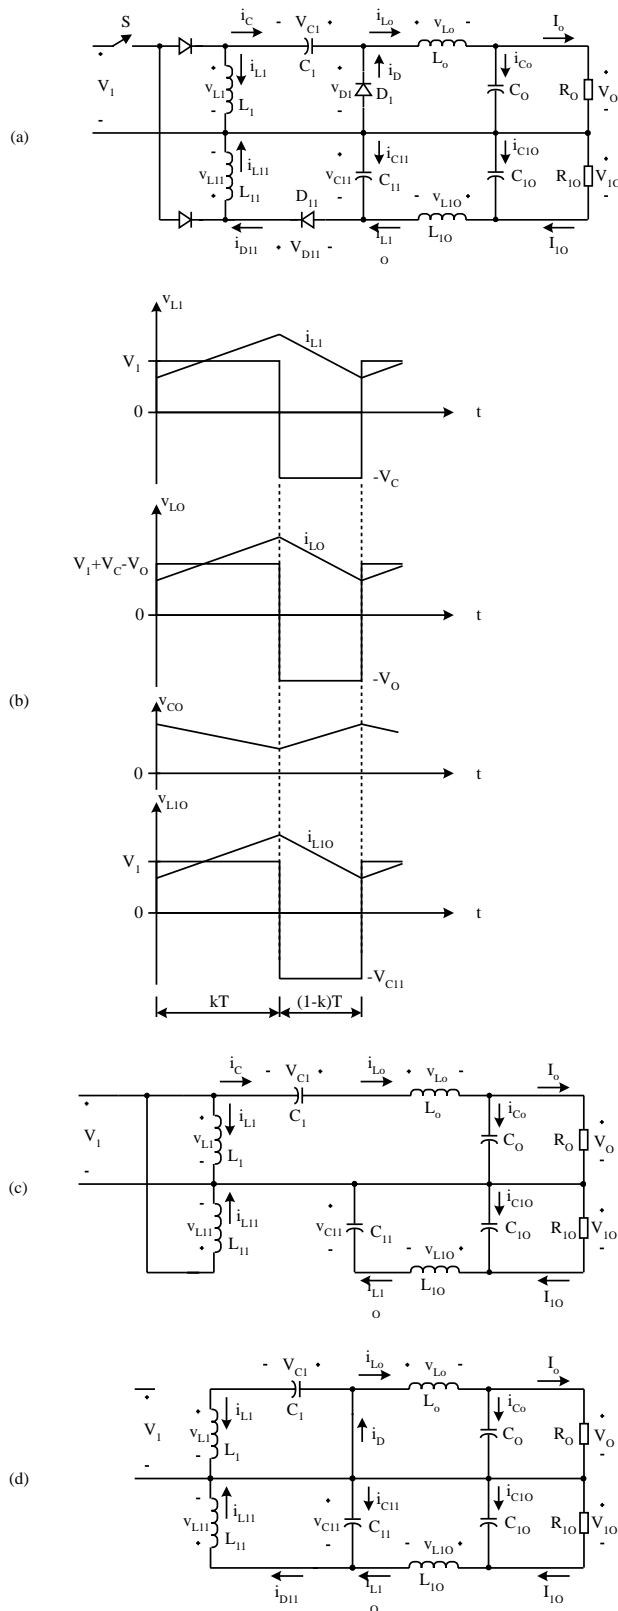 S i_C - V_C1 + i_Lo + v_Lo - I_o
+ V_1 - + v_L1 - i_L1 L_1 C_1 - v_D1 + i_D D_1 L_o i_Co C_O R_O + V_O -
(a)
- v_L11 + i_L11 L_11 D_11 - v_C11 + i_C11 C_11 i_C1O C_1O R_1O - V_1O +
i_D11 + V_D11 - i_L1O - v_L1O + L_1O I_1O
v_L1
i_L1
V_1
0 t
-V_C
v_LO
i_LO
V_1+V_C-V_O
0 t
-V_O
(b)
v_CO
0 t
v_L1O
i_L1O
V_1
0 t
-V_C11
kT (1-k)T
i_C - V_C1 + i_Lo + v_Lo - I_o
+ V_1 - + v_L1 - i_L1 L_1 C_1 L_o i_Co C_O R_O + V_O -
(c)
- v_L11 + i_L11 L_11 - v_C11 + C_11 i_C1O C_1O R_1O - V_1O +
i_L1O - v_L1O + L_1O I_1O
- V_C1 + i_Lo + v_Lo - I_o
+ V_1 - + v_L1 - i_L1 L_1 C_1 i_D L_o i_Co C_O R_O + V_O -
(d)
- v_L11 + i_L11 L_11 - v_C11 + i_C11 C_11 i_C1O C_1O R_1O - V_1O +
i_D11 i_L1O - v_L1O + L_1O I_1O